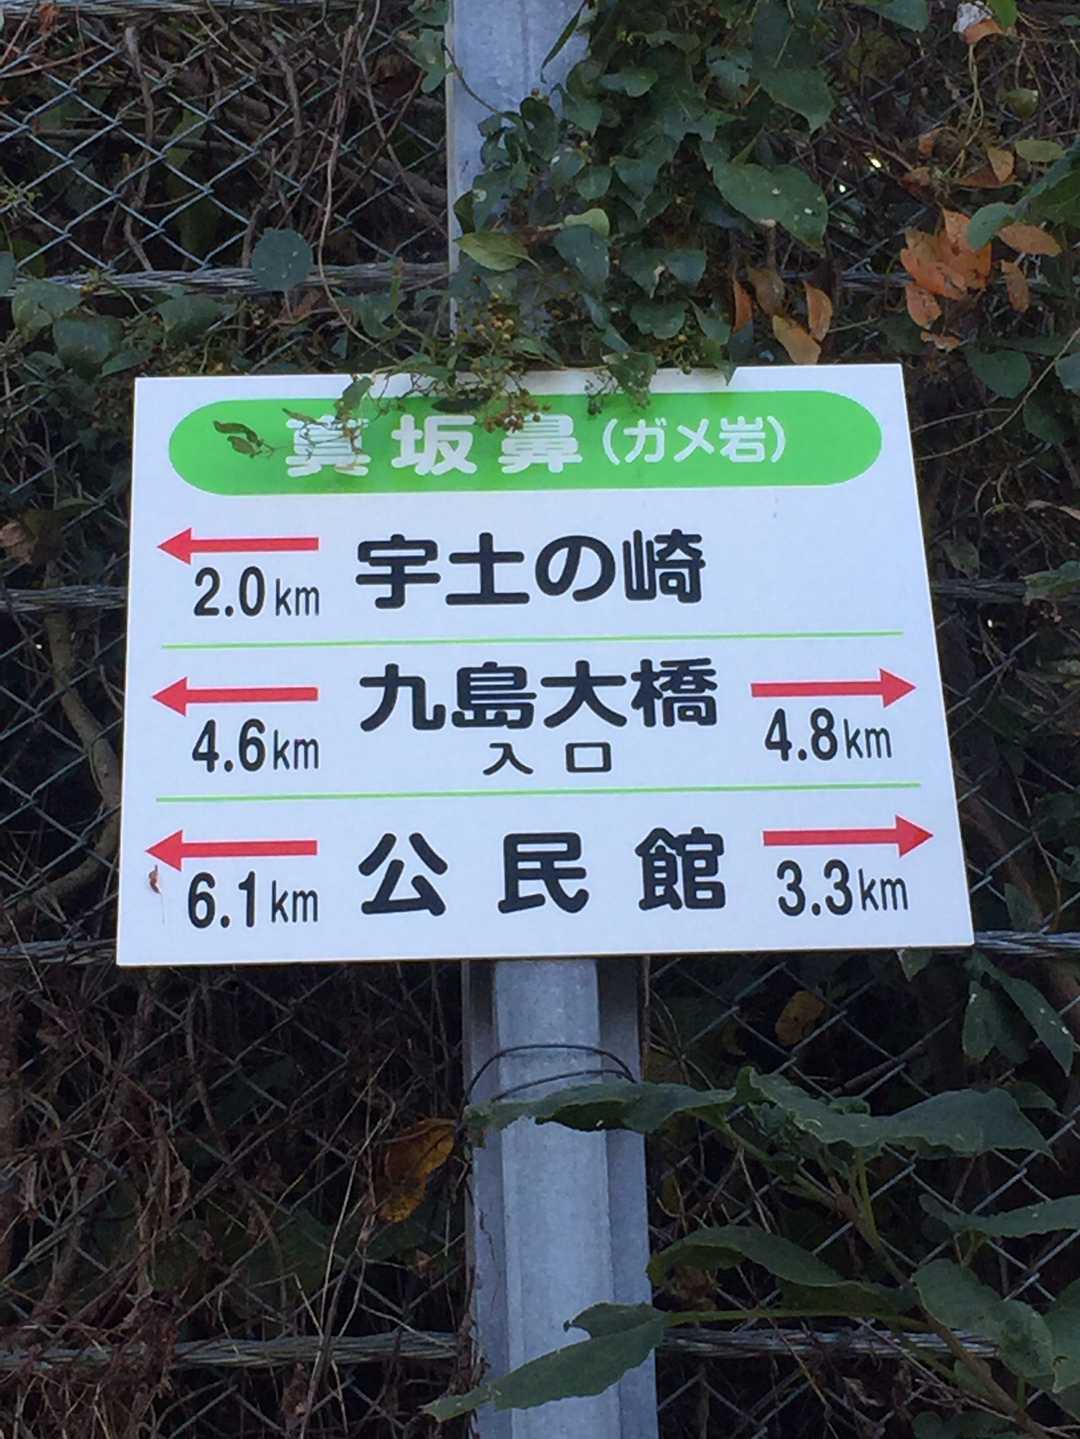 真坂鼻(ガメ岩)
宇土の崎
2.0km
九島大橋
入口
4.6km 4.8km
公民館
6.1km 3.3km